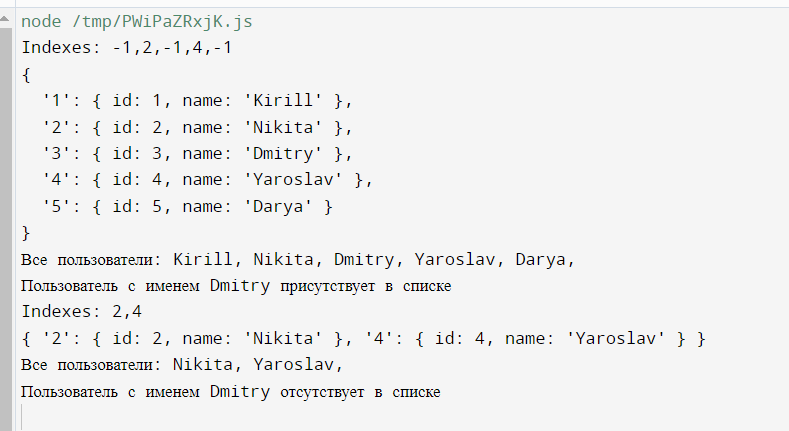 node /tmp/PWiPaZRxjK.js
Indexes: -1,2,-1,4,-1
{
  '1': { id: 1, name: 'Kirill' },
  '2': { id: 2, name: 'Nikita' },
  '3': { id: 3, name: 'Dmitry' },
  '4': { id: 4, name: 'Yaroslav' },
  '5': { id: 5, name: 'Darya' }
}
Все пользователи: Kirill, Nikita, Dmitry, Yaroslav, Darya,
Пользователь с именем Dmitry присутствует в списке
Indexes: 2,4
{ '2': { id: 2, name: 'Nikita' }, '4': { id: 4, name: 'Yaroslav' } }
Все пользователи: Nikita, Yaroslav,
Пользователь с именем Dmitry отсутствует в списке